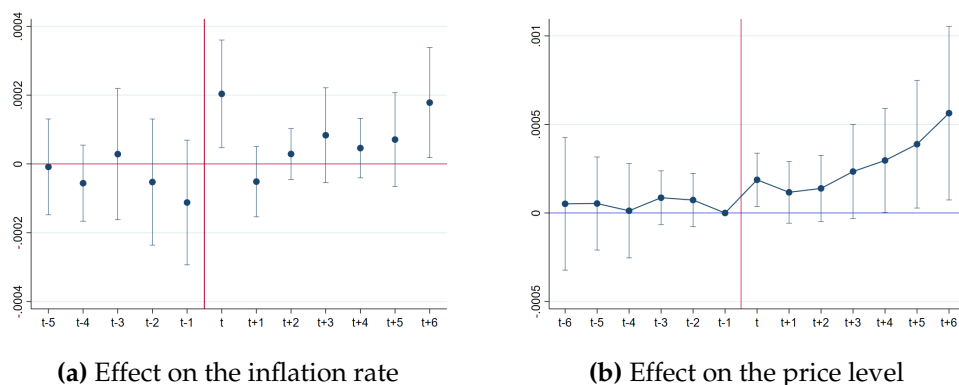 .0004
.0002
0
-.0002
-.0004
t-5 t-4 t-3 t-2 t-1 t t+1 t+2 t+3 t+4 t+5 t+6
(a) Effect on the inflation rate
.001
.0005
0
-.0005
t-6 t-5 t-4 t-3 t-2 t-1 t t+1 t+2 t+3 t+4 t+5 t+6
(b) Effect on the price level